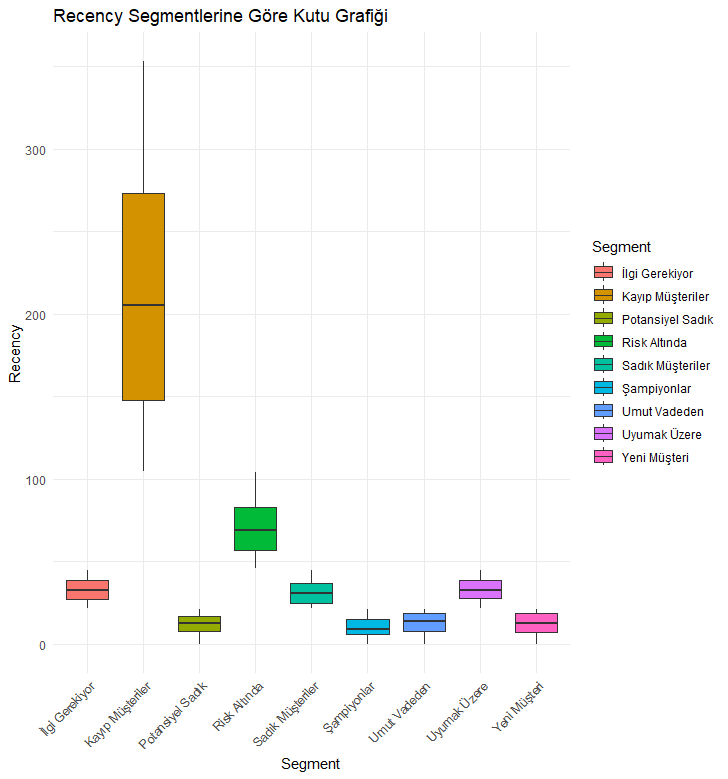 Recency Segmentlerine Göre Kutu Grafiği
300
200
100
0
Recency
İlgi Gerekiyor
Kayıp Müşteriler
Potansiyel Sadık
Risk Altında
Sadık Müşteriler
Şampiyonlar
Umut Vadeden
Uyumak Üzere
Yeni Müşteri
Segment
Segment
İlgi Gerekiyor
Kayıp Müşteriler
Potansiyel Sadık
Risk Altında
Sadık Müşteriler
Şampiyonlar
Umut Vadeden
Uyumak Üzere
Yeni Müşteri